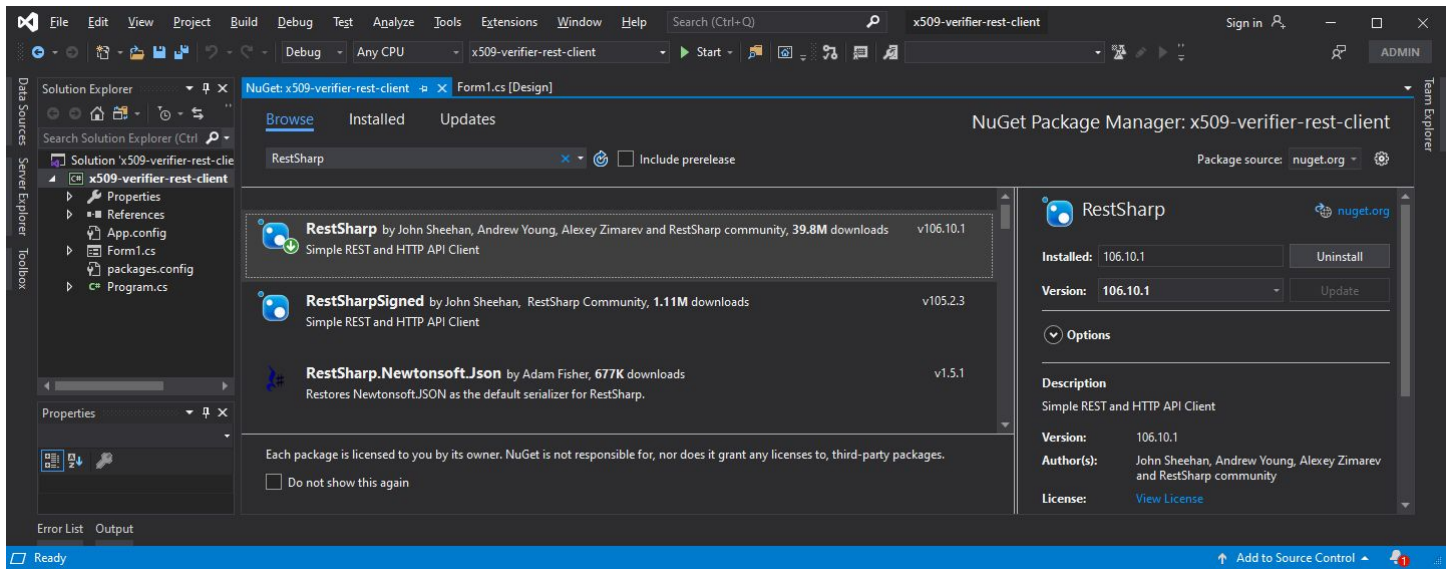 File Edit View Project Build Debug Test Analyze Tools Extensions Window Help Search (Ctrl+Q) x509-verifier-rest-client Sign in
Debug Any CPU x509-verifier-rest-client Start ADMIN
Data Sources
Server Explorer
Toolbox
Solution Explorer
Search Solution Explorer (Ctrl
Solution 'x509-verifier-rest-clie
C# x509-verifier-rest-client
Properties
References
App.config
Form1.cs
packages.config
C# Program.cs
Properties
NuGet: x509-verifier-rest-client Form1.cs [Design]
Browse Installed Updates
NuGet Package Manager: x509-verifier-rest-client
RestSharp Include prerelease
Package source: nuget.org
RestSharp by John Sheehan, Andrew Young, Alexey Zimarev and RestSharp community, 39.8M downloads v106.10.1
Simple REST and HTTP API Client
RestSharpSigned by John Sheehan, RestSharp Community, 1.11M downloads v105.2.3
Simple REST and HTTP API Client
RestSharp.Newtonsoft.Json by Adam Fisher, 677K downloads v1.5.1
Restores Newtonsoft.JSON as the default serializer for RestSharp.
Each package is licensed to you by its owner. NuGet is not responsible for, nor does it grant any licenses to, third-party packages.
Do not show this again
RestSharp nuget.org
Installed: 106.10.1 Uninstall
Version: 106.10.1 Update
Options
Description
Simple REST and HTTP API Client
Version: 106.10.1
Author(s): John Sheehan, Andrew Young, Alexey Zimarev
and RestSharp community
License: View License
Team Explorer
Error List Output
Ready Add to Source Control 1